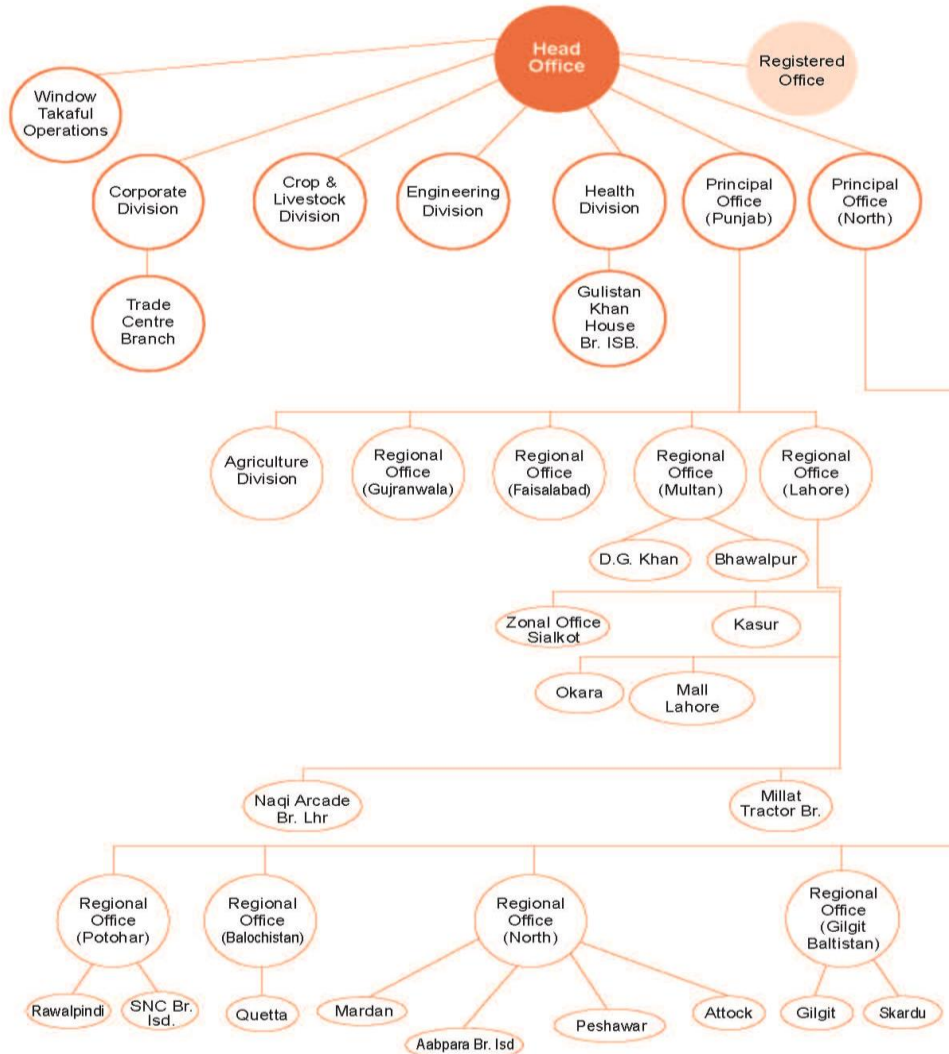 Head
Office
Registered
Office
Window
Takaful
Operations
Corporate
Division
Crop &
Livestock
Division
Engineering
Division
Health
Division
Principal
Office
(Punjab)
Principal
Office
(North)
Trade
Centre
Branch
Gulistan
Khan
House
Br. ISB.
Agriculture
Division
Regional
Office
(Gujranwala)
Regional
Office
(Faisalabad)
Regional
Office
(Multan)
Regional
Office
(Lahore)
D.G. Khan
Bhawalpur
Zonal Office
Sialkot
Kasur
Okara
Mall
Lahore
Naqi Arcade
Br. Lhr
Millat
Tractor Br.
Regional
Office
(Potohar)
Regional
Office
(Balochistan)
Regional
Office
(North)
Regional
Office
(Gilgit
Baltistan)
Rawalpindi
SNC Br.
Isd.
Quetta
Mardan
Aabpara Br. Isd
Peshawar
Attock
Gilgit
Skardu